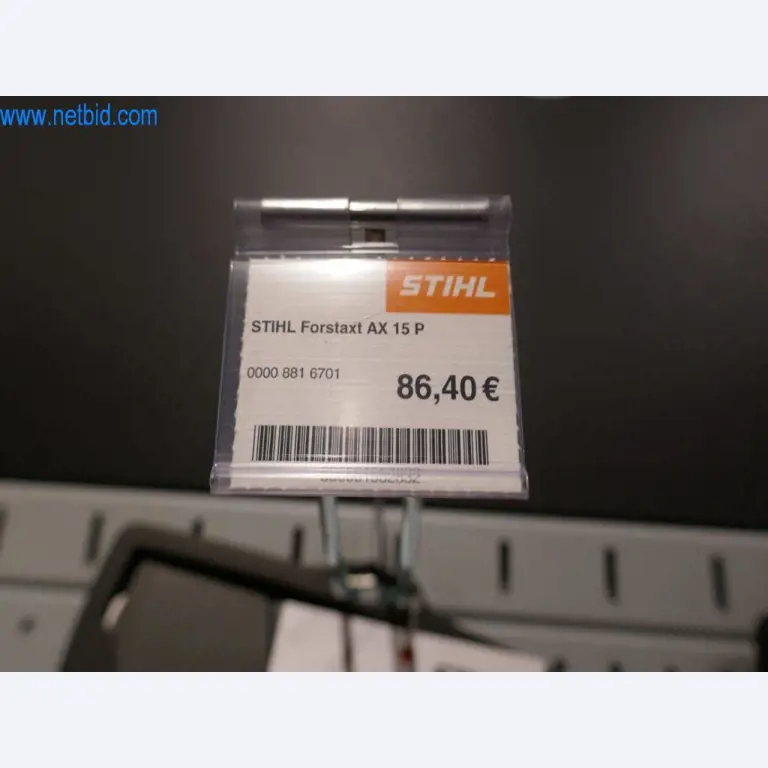 www.netbid.com
STIHL
STIHL Forstaxt AX 15 P
0000 881 6701
86,40 €